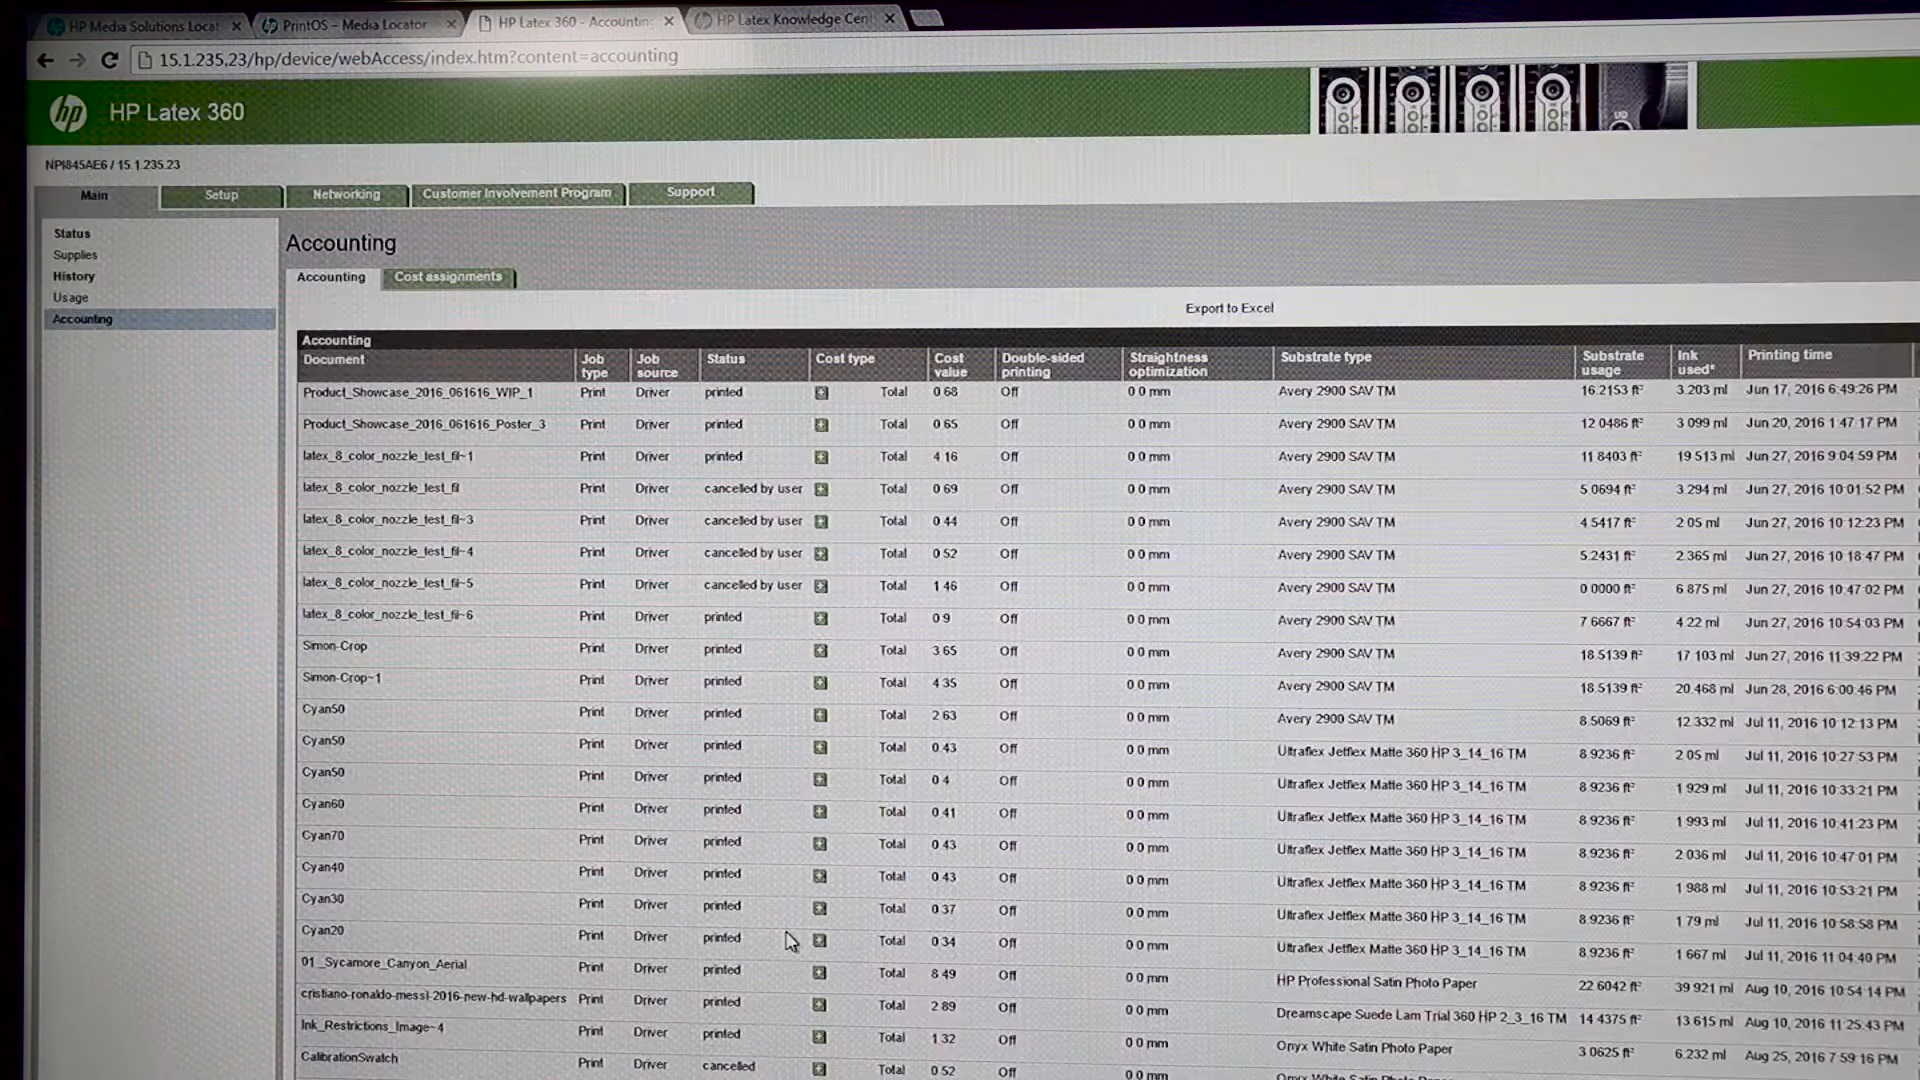 HP Media Solutions Locat
PrintOS – Media Locator
HP Latex 360 - Accounting
HP Latex Knowledge Cent
15.1.235.23/hp/device/webAccess/index.htm?content=accounting
hp HP Latex 360
NPI845AE6 / 15.1.235.23
Main Setup Networking Customer Involvement Program Support
Status
Supplies
History
Usage
Accounting
Accounting
Accounting Cost assignments
Export to Excel
Accounting
Document Job type Job source Status Cost type Cost value Double-sided printing Straightness optimization Substrate type Substrate usage Ink used* Printing time
Product_Showcase_2016_061616_WIP_1 Print Driver printed Total 0.68 Off 0.0 mm Avery 2900 SAV TM 16.2153 ft² 3.203 ml Jun 17, 2016 6:49:26 PM
Product_Showcase_2016_061616_Poster_3 Print Driver printed Total 0.65 Off 0.0 mm Avery 2900 SAV TM 12.0486 ft² 3.099 ml Jun 20, 2016 1:47:17 PM
latex_8_color_nozzle_test_fil~1 Print Driver printed Total 4.16 Off 0.0 mm Avery 2900 SAV TM 11.8403 ft² 19.513 ml Jun 27, 2016 9:04:59 PM
latex_8_color_nozzle_test_fil Print Driver cancelled by user Total 0.69 Off 0.0 mm Avery 2900 SAV TM 5.0694 ft² 3.294 ml Jun 27, 2016 10:01:52 PM
latex_8_color_nozzle_test_fil~3 Print Driver cancelled by user Total 0.44 Off 0.0 mm Avery 2900 SAV TM 4.5417 ft² 2.05 ml Jun 27, 2016 10:12:23 PM
latex_8_color_nozzle_test_fil~4 Print Driver cancelled by user Total 0.52 Off 0.0 mm Avery 2900 SAV TM 5.2431 ft² 2.365 ml Jun 27, 2016 10:18:47 PM
latex_8_color_nozzle_test_fil~5 Print Driver cancelled by user Total 1.46 Off 0.0 mm Avery 2900 SAV TM 0.0000 ft² 6.875 ml Jun 27, 2016 10:47:02 PM
latex_8_color_nozzle_test_fil~6 Print Driver printed Total 0.9 Off 0.0 mm Avery 2900 SAV TM 7.6667 ft² 4.22 ml Jun 27, 2016 10:54:03 PM
Simon-Crop Print Driver printed Total 3.65 Off 0.0 mm Avery 2900 SAV TM 18.5139 ft² 17.103 ml Jun 27, 2016 11:39:22 PM
Simon-Crop~1 Print Driver printed Total 4.35 Off 0.0 mm Avery 2900 SAV TM 18.5139 ft² 20.468 ml Jun 28, 2016 6:00:46 PM
Cyan50 Print Driver printed Total 2.63 Off 0.0 mm Avery 2900 SAV TM 8.5069 ft² 12.332 ml Jul 11, 2016 10:12:13 PM
Cyan50 Print Driver printed Total 0.43 Off 0.0 mm Ultraflex Jetflex Matte 360 HP 3_14_16 TM 8.9236 ft² 2.05 ml Jul 11, 2016 10:27:53 PM
Cyan50 Print Driver printed Total 0.4 Off 0.0 mm Ultraflex Jetflex Matte 360 HP 3_14_16 TM 8.9236 ft² 1.929 ml Jul 11, 2016 10:33:21 PM
Cyan60 Print Driver printed Total 0.41 Off 0.0 mm Ultraflex Jetflex Matte 360 HP 3_14_16 TM 8.9236 ft² 1.993 ml Jul 11, 2016 10:41:23 PM
Cyan70 Print Driver printed Total 0.43 Off 0.0 mm Ultraflex Jetflex Matte 360 HP 3_14_16 TM 8.9236 ft² 2.036 ml Jul 11, 2016 10:47:01 PM
Cyan40 Print Driver printed Total 0.43 Off 0.0 mm Ultraflex Jetflex Matte 360 HP 3_14_16 TM 8.9236 ft² 1.988 ml Jul 11, 2016 10:53:21 PM
Cyan30 Print Driver printed Total 0.37 Off 0.0 mm Ultraflex Jetflex Matte 360 HP 3_14_16 TM 8.9236 ft² 1.79 ml Jul 11, 2016 10:58:58 PM
Cyan20 Print Driver printed Total 0.34 Off 0.0 mm Ultraflex Jetflex Matte 360 HP 3_14_16 TM 8.9236 ft² 1.667 ml Jul 11, 2016 11:04:40 PM
01_Sycamore_Canyon_Aerial Print Driver printed Total 8.49 Off 0.0 mm HP Professional Satin Photo Paper 22.6042 ft² 39.921 ml Aug 10, 2016 10:54:14 PM
cristiano-ronaldo-messi-2016-new-hd-wallpapers Print Driver printed Total 2.89 Off 0.0 mm Dreamscape Suede Lam Trial 360 HP 2_3_16 TM 14.4375 ft² 13.615 ml Aug 10, 2016 11:25:43 PM
Ink_Restrictions_Image~4 Print Driver printed Total 1.32 Off 0.0 mm Onyx White Satin Photo Paper 3.0625 ft² 6.232 ml Aug 25, 2016 7:59:16 PM
CalibrationSwatch Print Driver cancelled Total 0.52 Off 0.0 mm